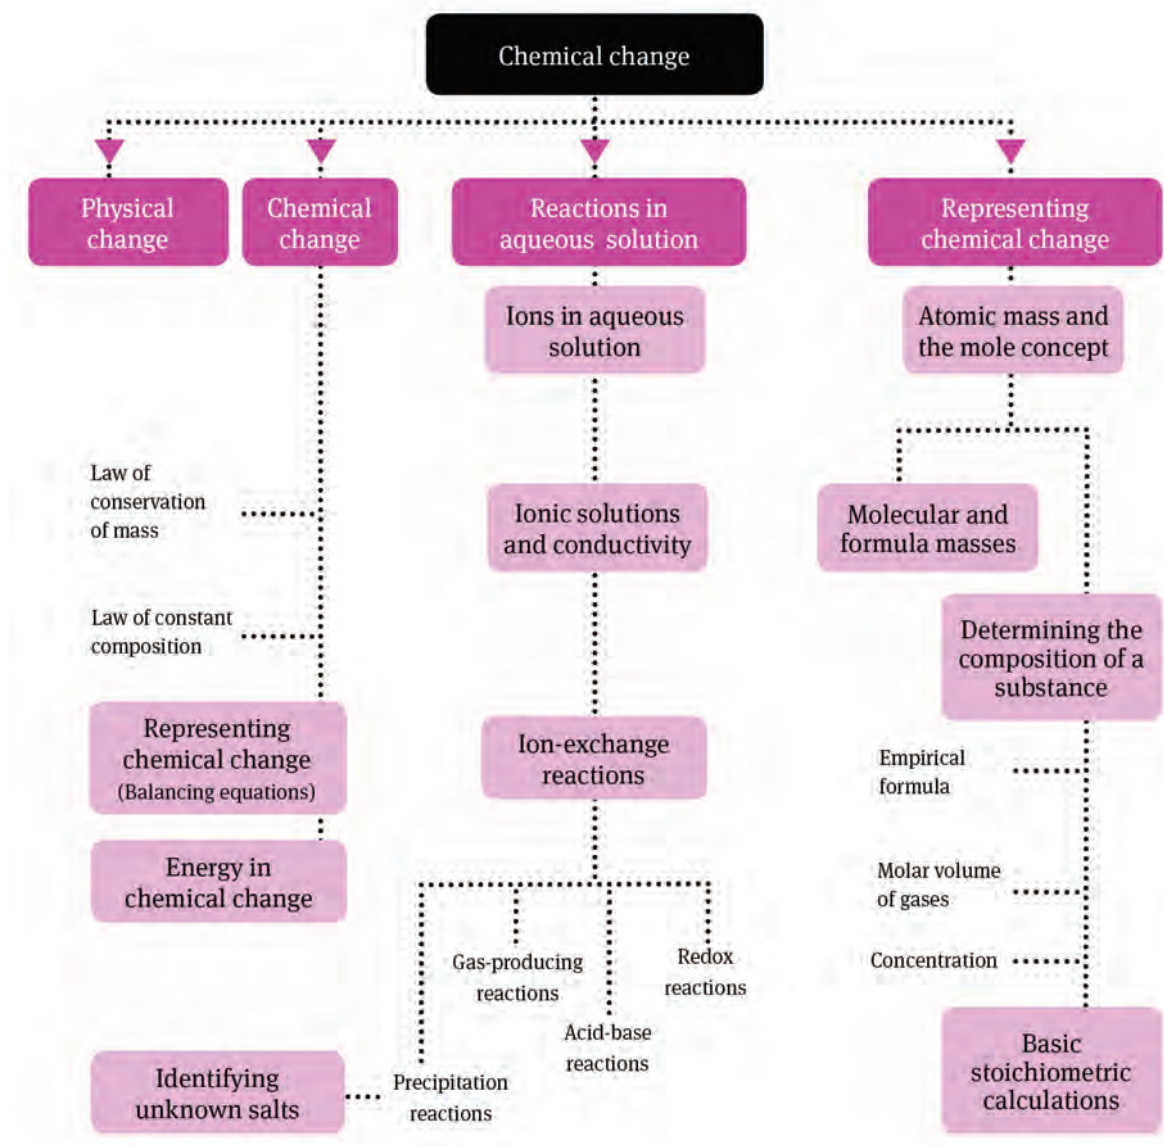 Chemical change
Physical
change
Chemical
change
Reactions in
aqueous solution
Representing
chemical change
Ions in aqueous
solution
Atomic mass and
the mole concept
Law of
conservation
of mass
Ionic solutions
and conductivity
Molecular and
formula masses
Law of constant
composition
Determining the
composition of a
substance
Representing
chemical change
(Balancing equations)
Ion-exchange
reactions
Empirical
formula
Energy in
chemical change
Molar volume
of gases
Gas-producing
reactions
Redox
reactions
Concentration
Acid-base
reactions
Identifying
unknown salts
Precipitation
reactions
Basic
stoichiometric
calculations